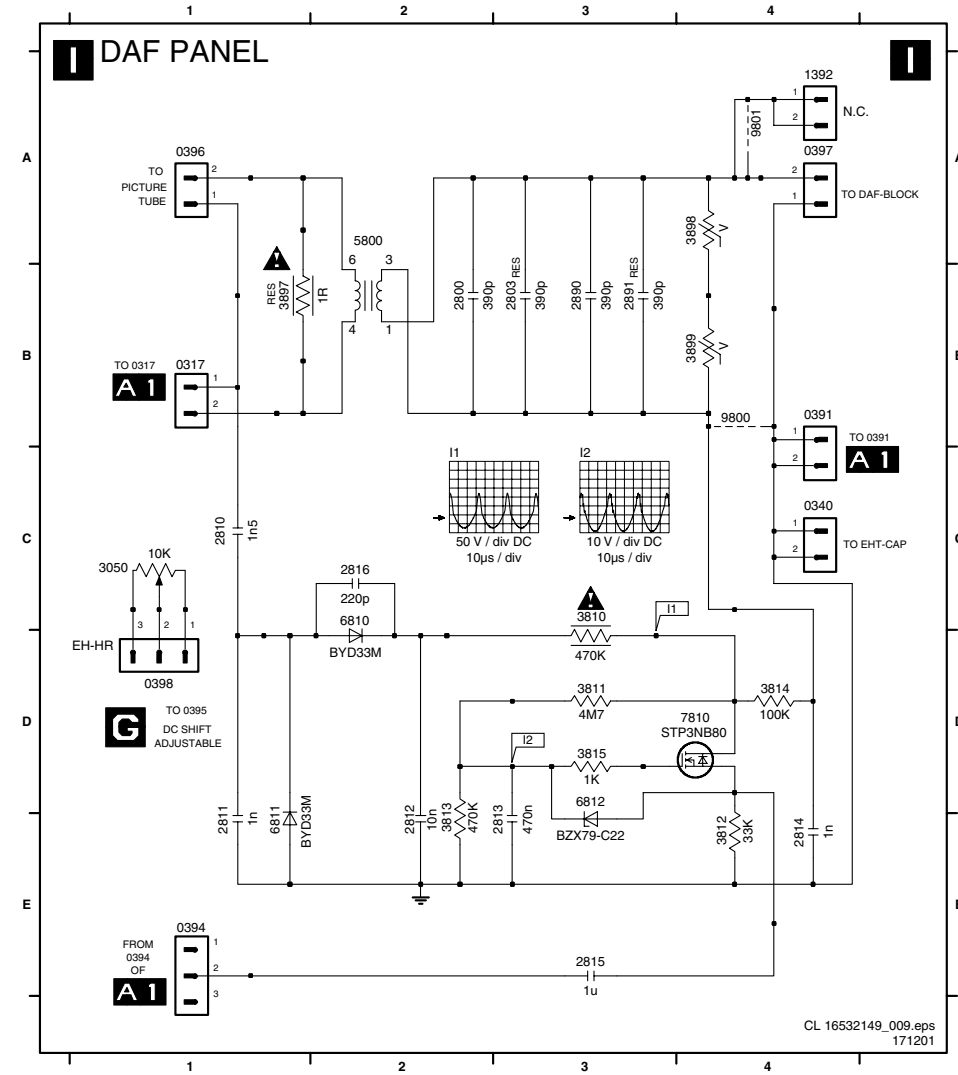 1 2 3 4
I DAF PANEL I
1392
1
2
N.C.
9801
A A
0396
TO
PICTURE
TUBE
2
1
0397
2
1
TO DAF-BLOCK
3898
V
5800
6 3
4 1
RES
3897
1R
2800
390p
2803 RES
390p
2890
390p
2891 RES
390p
3899
V
B B
TO 0317
A 1
0317
1
2
9800
0391
1
2
TO 0391
A 1
I1
50 V / div DC
10µs / div
I2
10 V / div DC
10µs / div
0340
1
2
TO EHT-CAP
C C
2810
1n5
10K
3050
3 2 1
EH-HR
0398
2816
220p
6810
BYD33M
3810
470K
I1
D D
G
TO 0395
DC SHIFT
ADJUSTABLE
3811
4M7
3814
100K
7810
STP3NB80
I2
3815
1K
6812
BZX79-C22
2811
1n
6811
BYD33M
2812
10n
3813
470K
2813
470n
3812
33K
2814
1n
E E
FROM
0394
OF
A 1
0394
1
2
3
2815
1u
CL 16532149_009.eps
171201
1 2 3 4